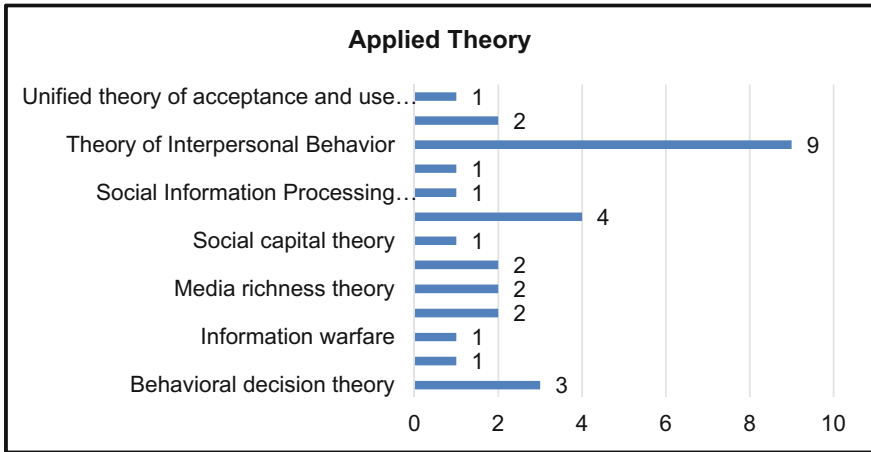 Applied Theory
Unified theory of acceptance and use… 1
2
Theory of Interpersonal Behavior 9
1
Social Information Processing… 1
4
Social capital theory 1
2
Media richness theory 2
2
Information warfare 1
1
Behavioral decision theory 3
0 2 4 6 8 10